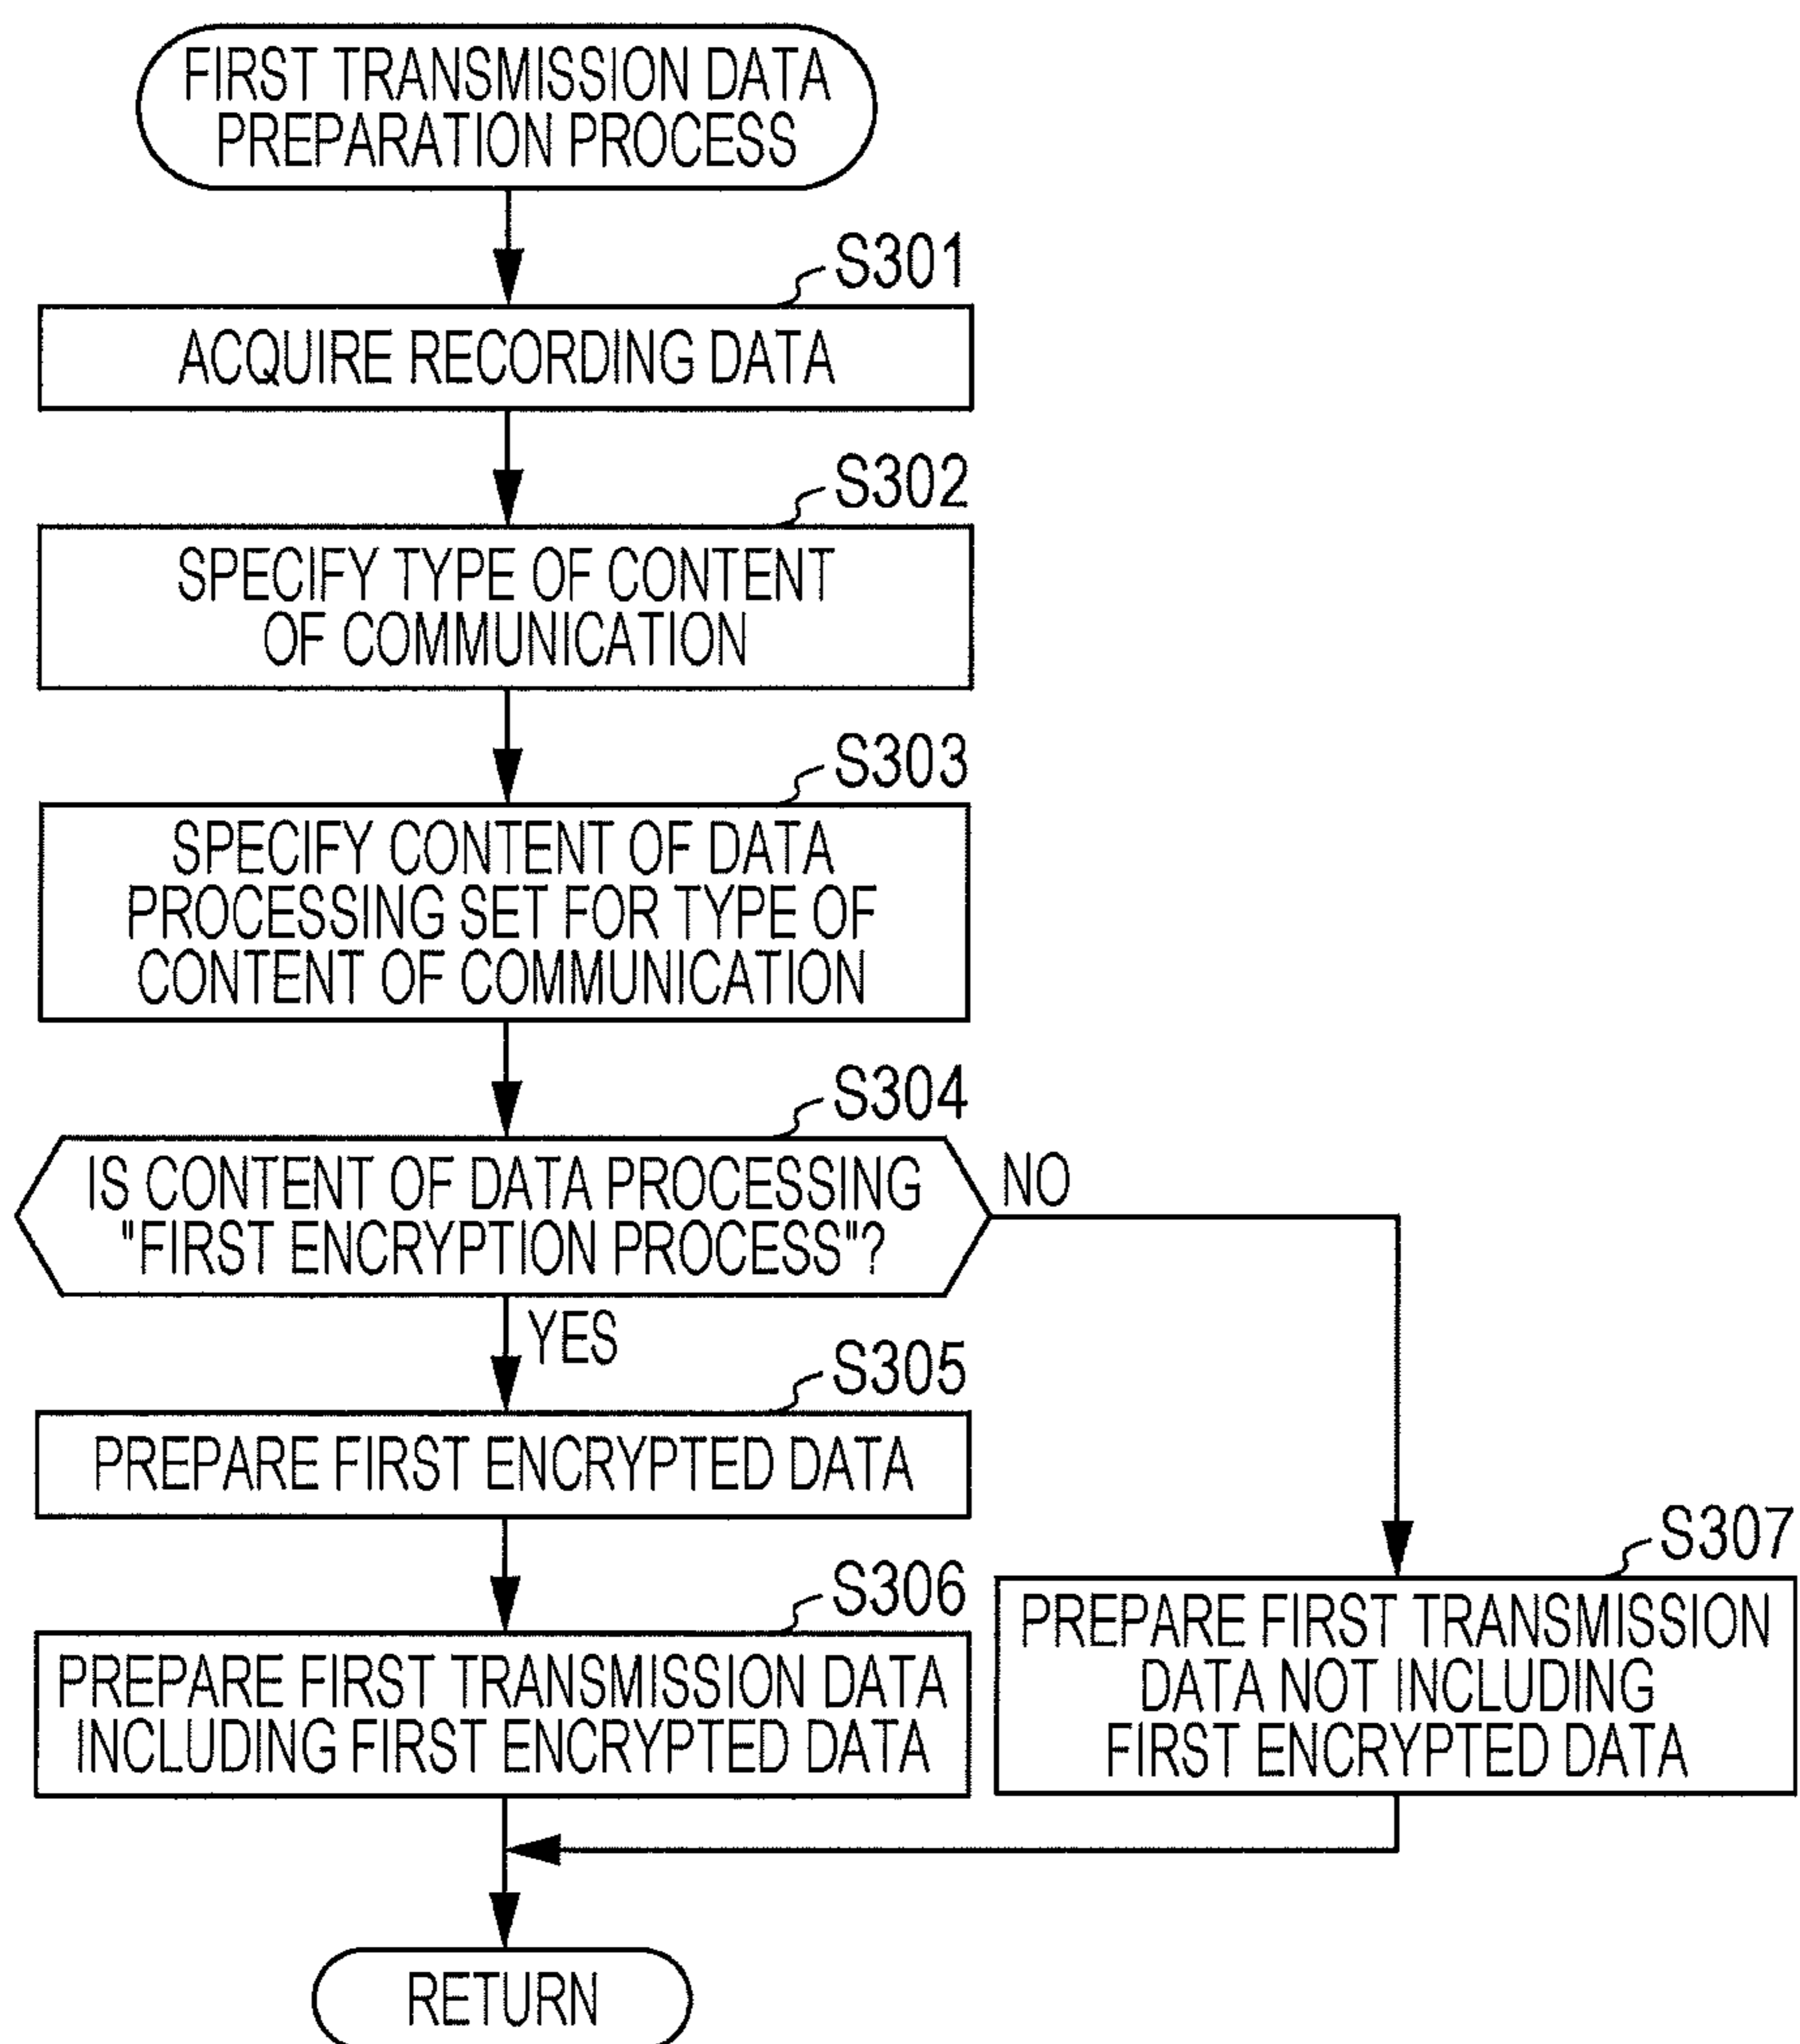 FIRST TRANSMISSION DATA
PREPARATION PROCESS
S301
ACQUIRE RECORDING DATA
S302
SPECIFY TYPE OF CONTENT
OF COMMUNICATION
S303
SPECIFY CONTENT OF DATA
PROCESSING SET FOR TYPE OF
CONTENT OF COMMUNICATION
S304
IS CONTENT OF DATA PROCESSING
"FIRST ENCRYPTION PROCESS"?
NO
YES
S305
PREPARE FIRST ENCRYPTED DATA
S306
PREPARE FIRST TRANSMISSION DATA
INCLUDING FIRST ENCRYPTED DATA
S307
PREPARE FIRST TRANSMISSION
DATA NOT INCLUDING
FIRST ENCRYPTED DATA
RETURN